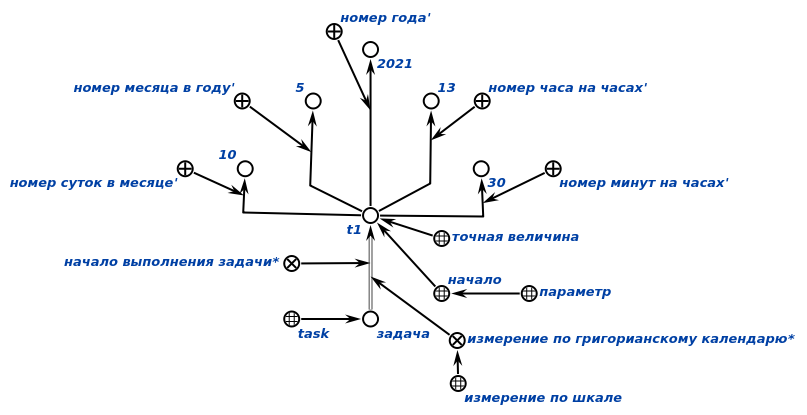 номер года'
2021
номер месяца в году'
5
13
номер часа на часах'
10
номер суток в месяце'
30
номер минут на часах'
t1
точная величина
начало выполнения задачи*
начало
параметр
task
задача
измерение по григорианскому календарю*
измерение по шкале